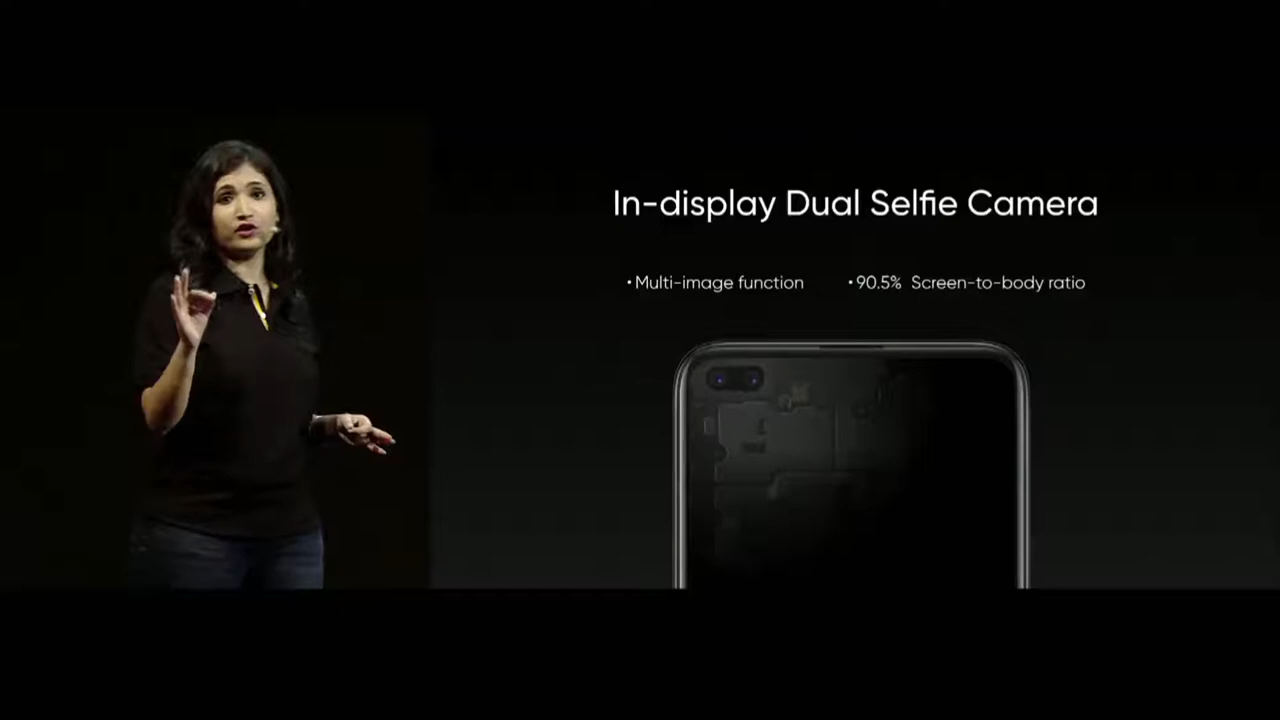 In-display Dual Selfie Camera
•Multi-image function •90.5% Screen-to-body ratio